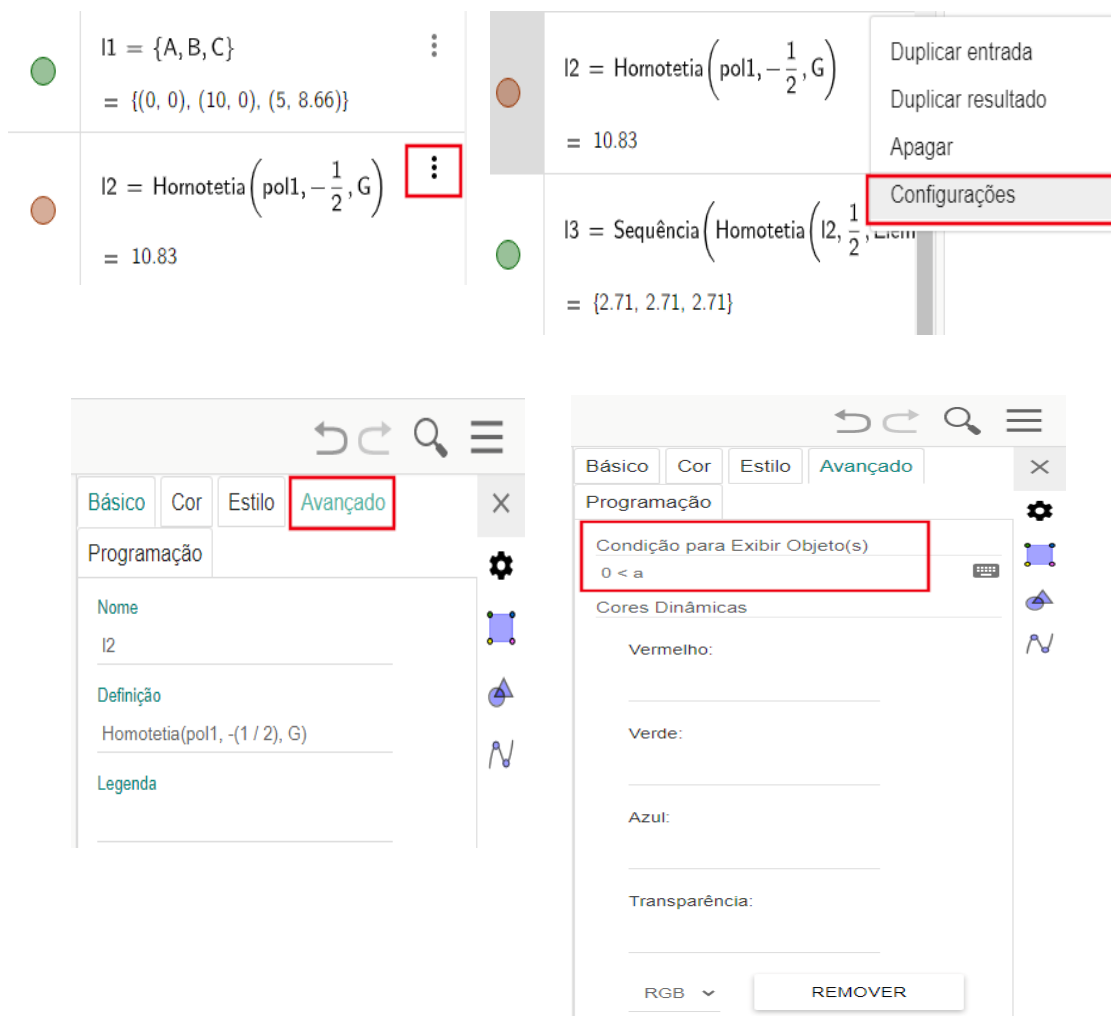 l1 = {A, B, C}
= {(0, 0), (10, 0), (5, 8.66)}
l2 = Homotetia(pol1, −1/2, G)
= 10.83
l2 = Homotetia(pol1, −1/2, G)
= 10.83
l3 = Sequência(Homotetia(l2, 1/2,
= {2.71, 2.71, 2.71}
Duplicar entrada
Duplicar resultado
Apagar
Configurações
Básico Cor Estilo Avançado
Programação
Nome
l2
Definição
Homotetia(pol1, -(1 / 2), G)
Legenda
Básico Cor Estilo Avançado
Programação
Condição para Exibir Objeto(s)
0 < a
Cores Dinâmicas
Vermelho:
Verde:
Azul:
Transparência:
RGB
REMOVER